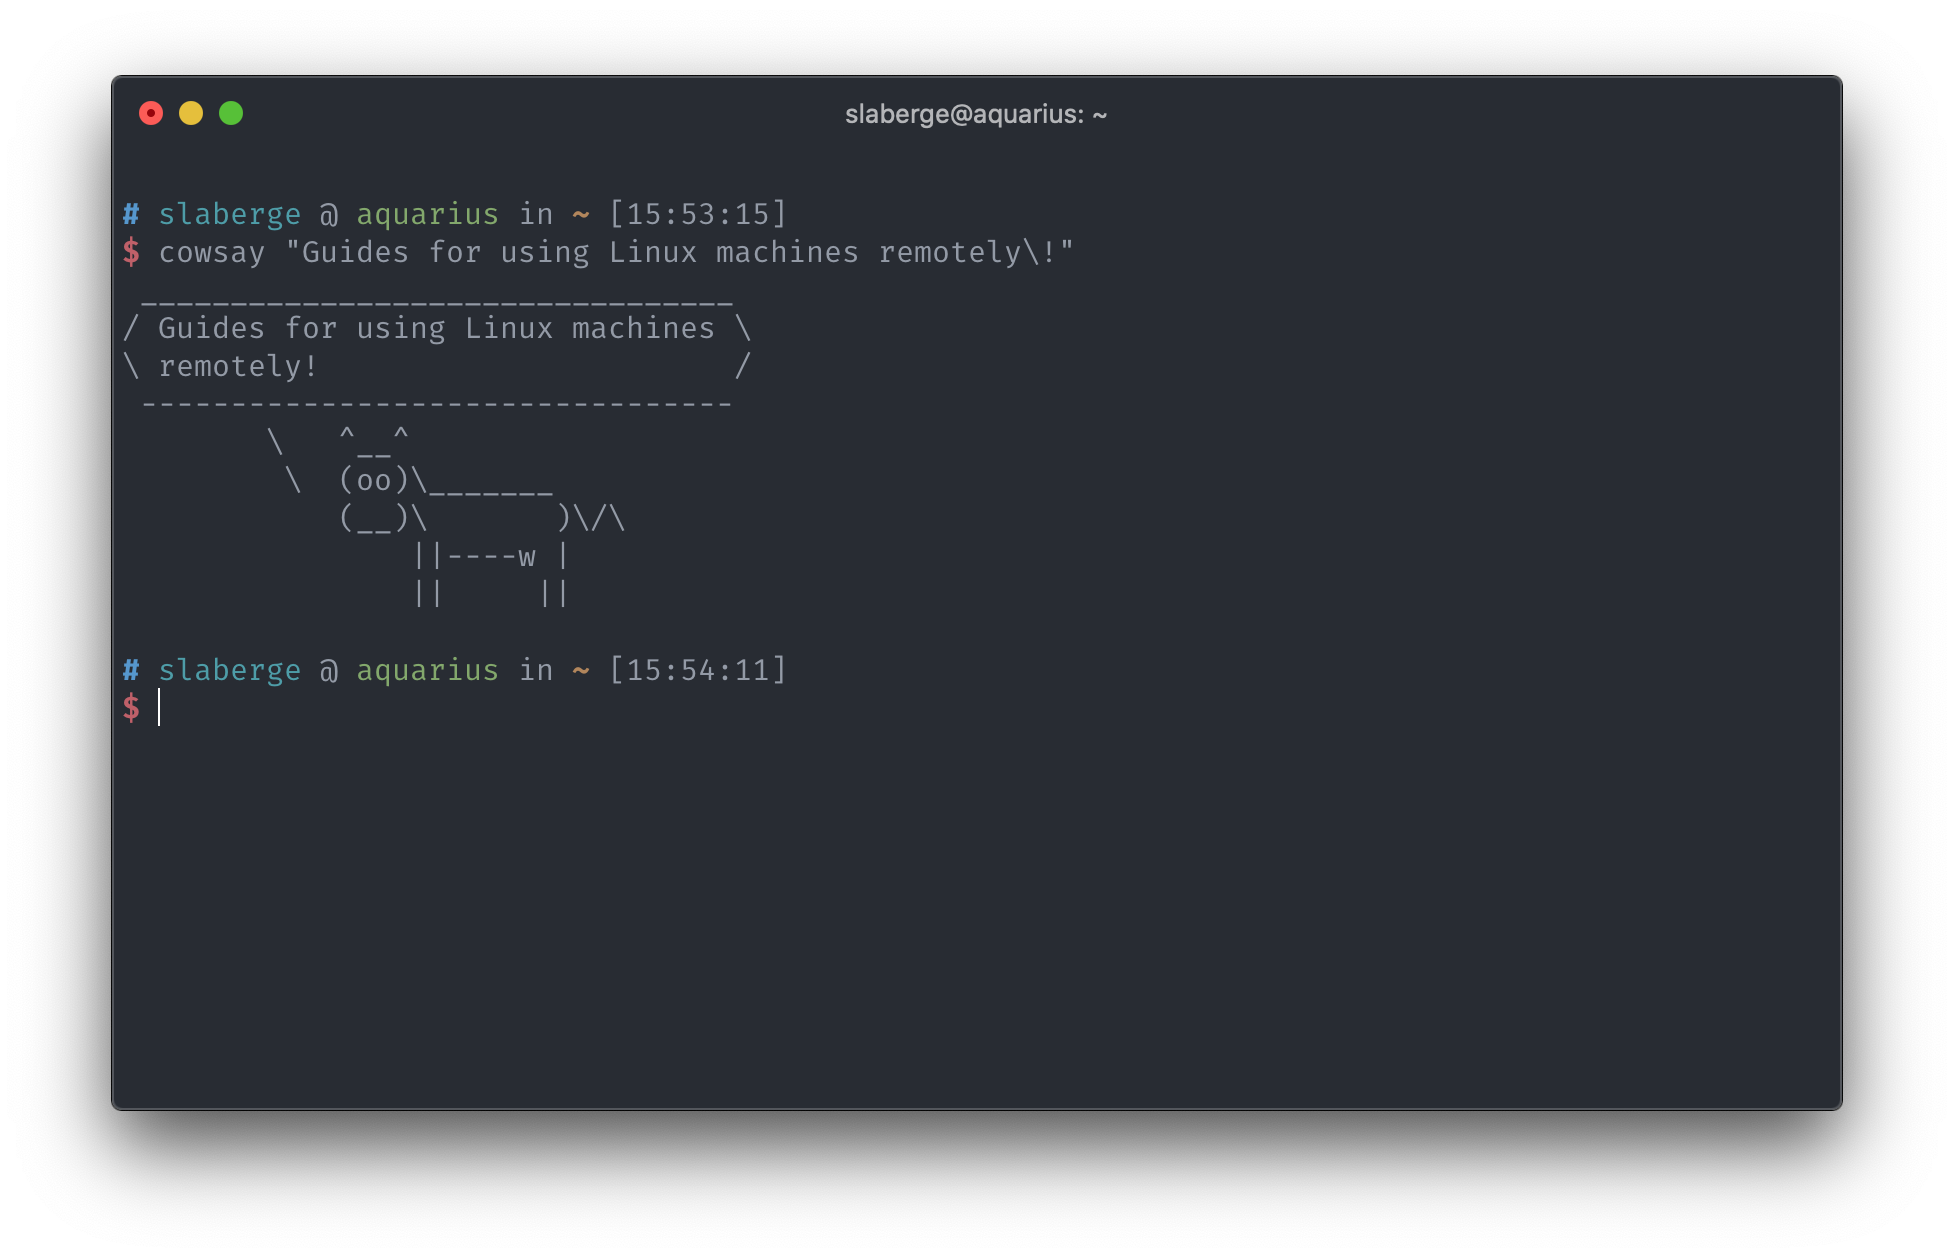 slaberge@aquarius: ~
# slaberge @ aquarius in ~ [15:53:15]
$ cowsay "Guides for using Linux machines remotely\!"
 _________________________________
/ Guides for using Linux machines \
\ remotely!                       /
 ---------------------------------
        \   ^__^
         \  (oo)\_______
            (__)\       )\/\
                ||----w |
                ||     ||
# slaberge @ aquarius in ~ [15:54:11]
$